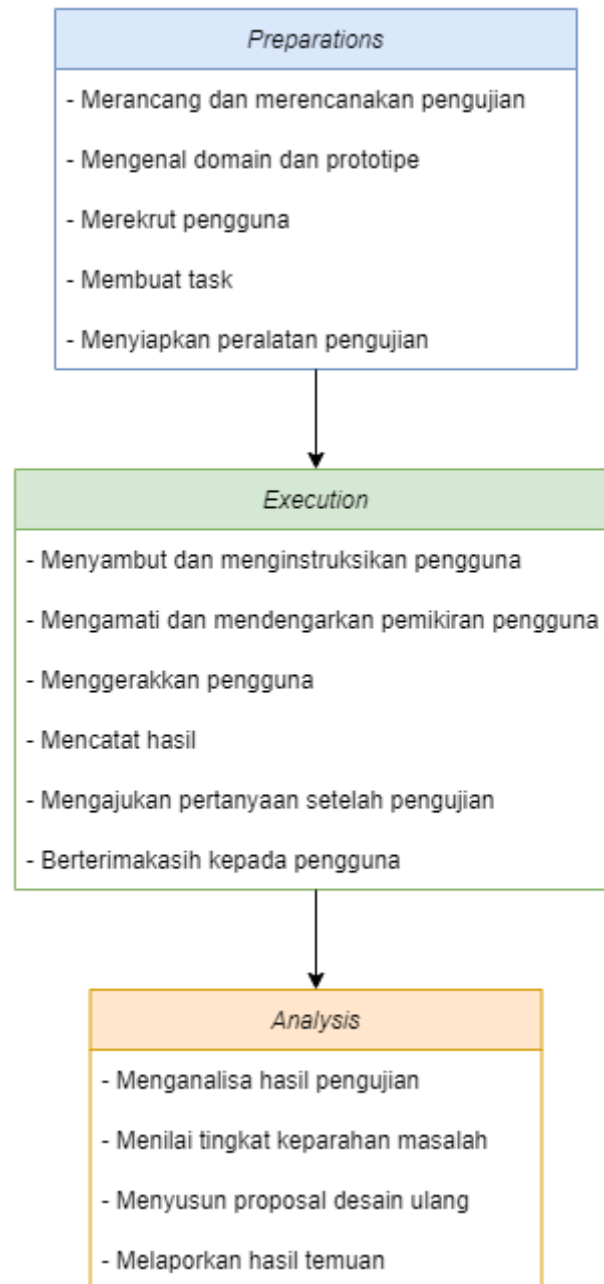 Preparations
- Merancang dan merencanakan pengujian
- Mengenal domain dan prototipe
- Merekrut pengguna
- Membuat task
- Menyiapkan peralatan pengujian
Execution
- Menyambut dan menginstruksikan pengguna
- Mengamati dan mendengarkan pemikiran pengguna
- Menggerakkan pengguna
- Mencatat hasil
- Mengajukan pertanyaan setelah pengujian
- Berterimakasih kepada pengguna
Analysis
- Menganalisa hasil pengujian
- Menilai tingkat keparahan masalah
- Menyusun proposal desain ulang
- Melaporkan hasil temuan